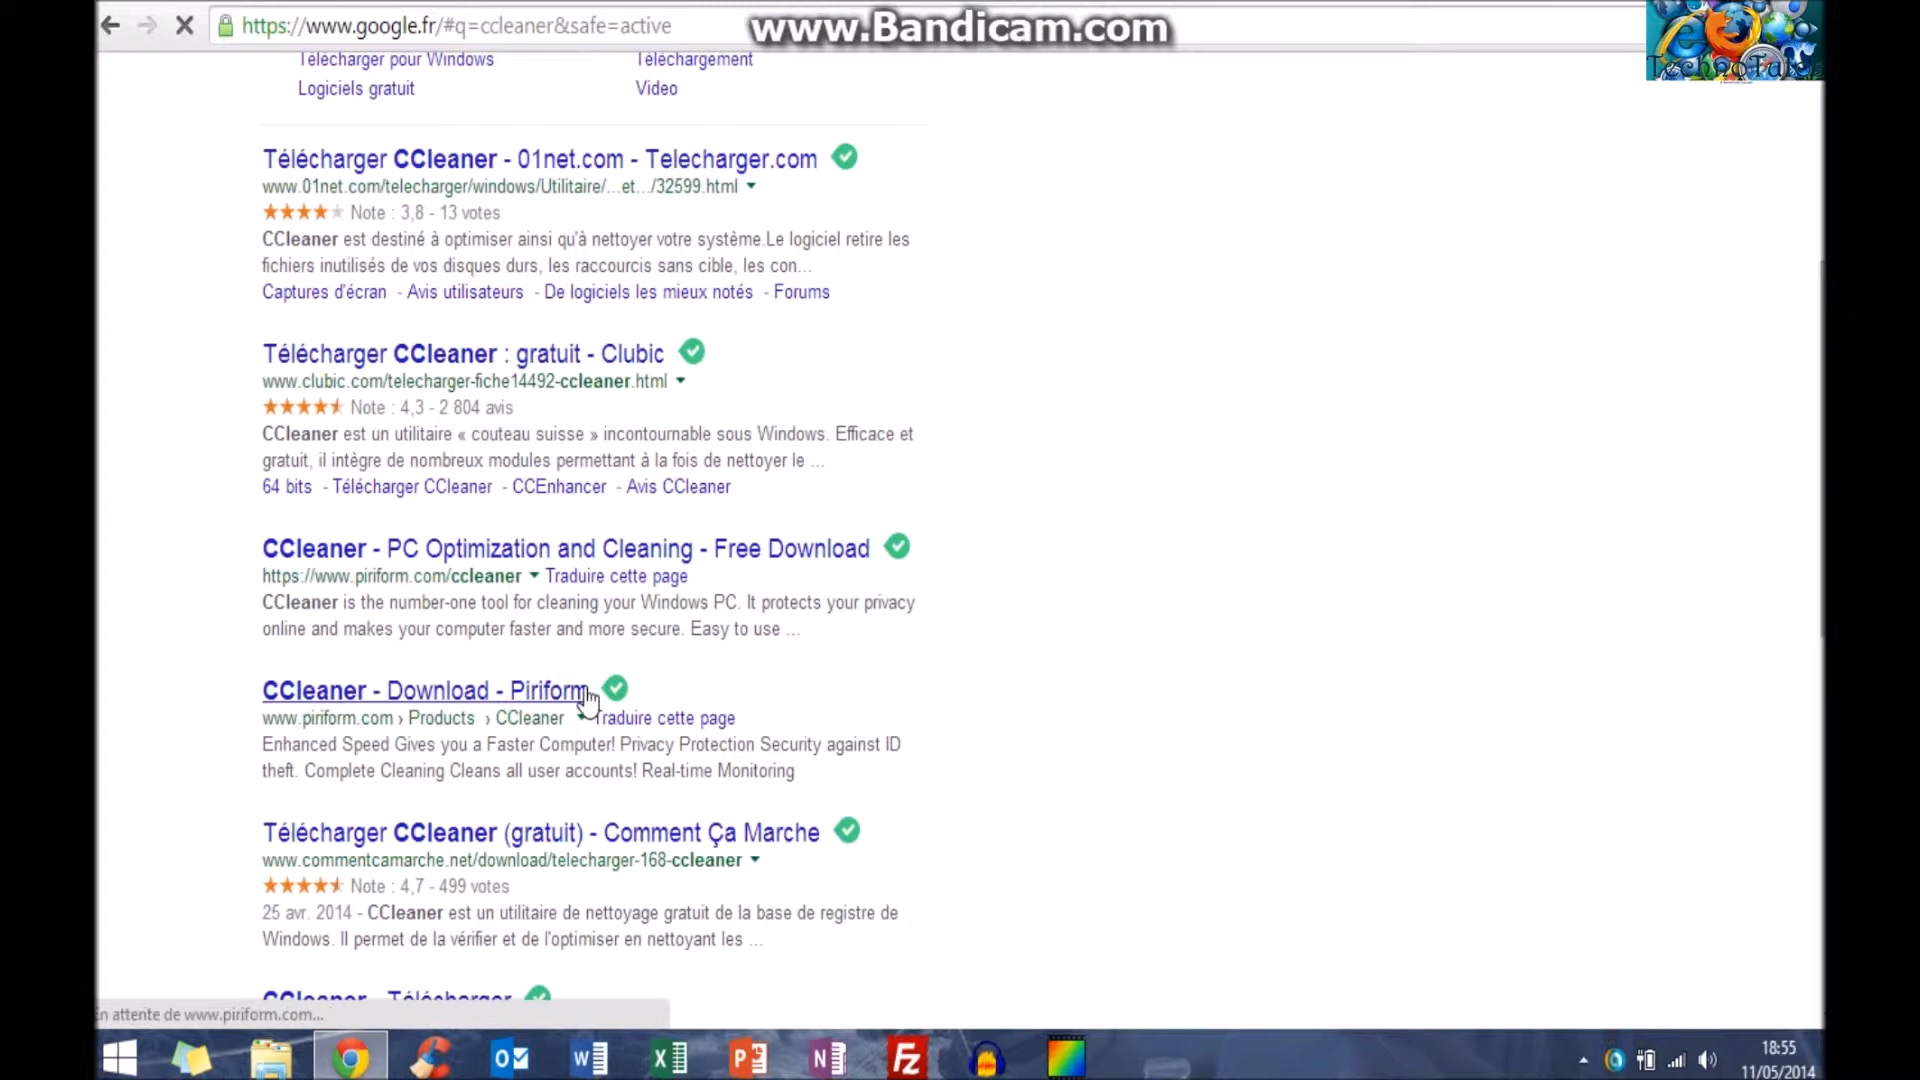 https://www.google.fr/#q=ccleaner&safe=active
www.Bandicam.com
Télécharger pour Windows
Téléchargement
Logiciels gratuit
Video
Télécharger CCleaner - 01net.com - Telecharger.com
www.01net.com/telecharger/windows/Utilitaire/...et.../32599.html
Note : 3,8 - 13 votes
CCleaner est destiné à optimiser ainsi qu'à nettoyer votre système.Le logiciel retire les
fichiers inutilisés de vos disques durs, les raccourcis sans cible, les con...
Captures d'écran - Avis utilisateurs - De logiciels les mieux notés - Forums
Télécharger CCleaner : gratuit - Clubic
www.clubic.com/telecharger-fiche14492-ccleaner.html
Note : 4,3 - 2 804 avis
CCleaner est un utilitaire « couteau suisse » incontournable sous Windows. Efficace et
gratuit, il intègre de nombreux modules permettant à la fois de nettoyer le ...
64 bits - Télécharger CCleaner - CCEnhancer - Avis CCleaner
CCleaner - PC Optimization and Cleaning - Free Download
https://www.piriform.com/ccleaner Traduire cette page
CCleaner is the number-one tool for cleaning your Windows PC. It protects your privacy
online and makes your computer faster and more secure. Easy to use ...
CCleaner - Download - Piriform
www.piriform.com › Products › CCleaner Traduire cette page
Enhanced Speed Gives you a Faster Computer! Privacy Protection Security against ID
theft. Complete Cleaning Cleans all user accounts! Real-time Monitoring
Télécharger CCleaner (gratuit) - Comment Ça Marche
www.commentcamarche.net/download/telecharger-168-ccleaner
Note : 4,7 - 499 votes
25 avr. 2014 - CCleaner est un utilitaire de nettoyage gratuit de la base de registre de
Windows. Il permet de la vérifier et de l'optimiser en nettoyant les ...
CCleaner - Télécharger
En attente de www.piriform.com...
18:55
11/05/2014